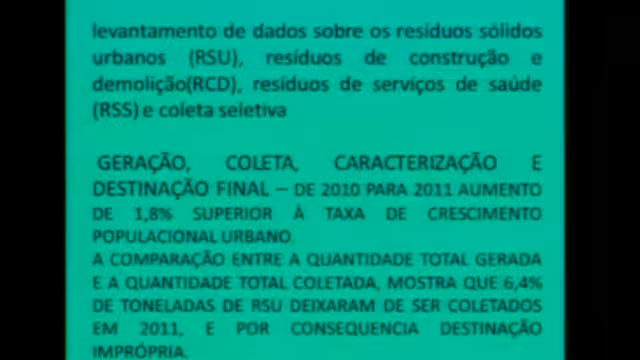 levantamento de dados sobre os resíduos sólidos
urbanos (RSU), resíduos de construção e
demolição(RCD), resíduos de serviços de saúde
(RSS) e coleta seletiva
GERAÇÃO, COLETA, CARACTERIZAÇÃO E
DESTINAÇÃO FINAL – DE 2010 PARA 2011 AUMENTO
DE 1,8% SUPERIOR À TAXA DE CRESCIMENTO
POPULACIONAL URBANO.
A COMPARAÇÃO ENTRE A QUANTIDADE TOTAL GERADA
E A QUANTIDADE TOTAL COLETADA, MOSTRA QUE 6,4%
DE TONELADAS DE RSU DEIXARAM DE SER COLETADOS
EM 2011, E POR CONSEQUENCIA DESTINAÇÃO
IMPRÓPRIA.